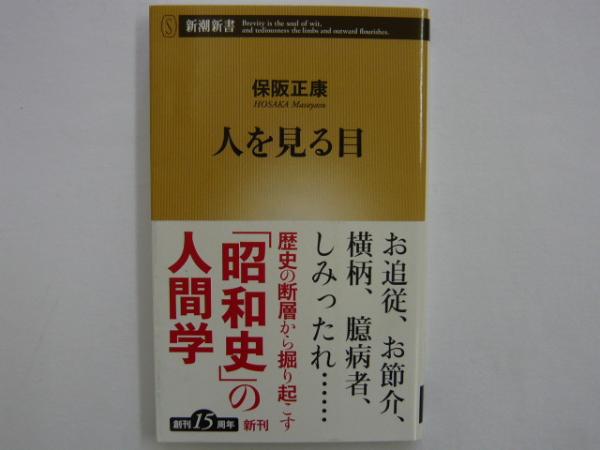 新潮新書
Brevity is the soul of wit,
and tediousness the limbs and outward flourishes.
保阪正康
HOSAKA Masayasu
人を見る目
お追従、お節介、
横柄、臆病者、
しみったれ……
歴史の断層から掘り起こす
「昭和史」の
人間学
創刊15周年
新刊